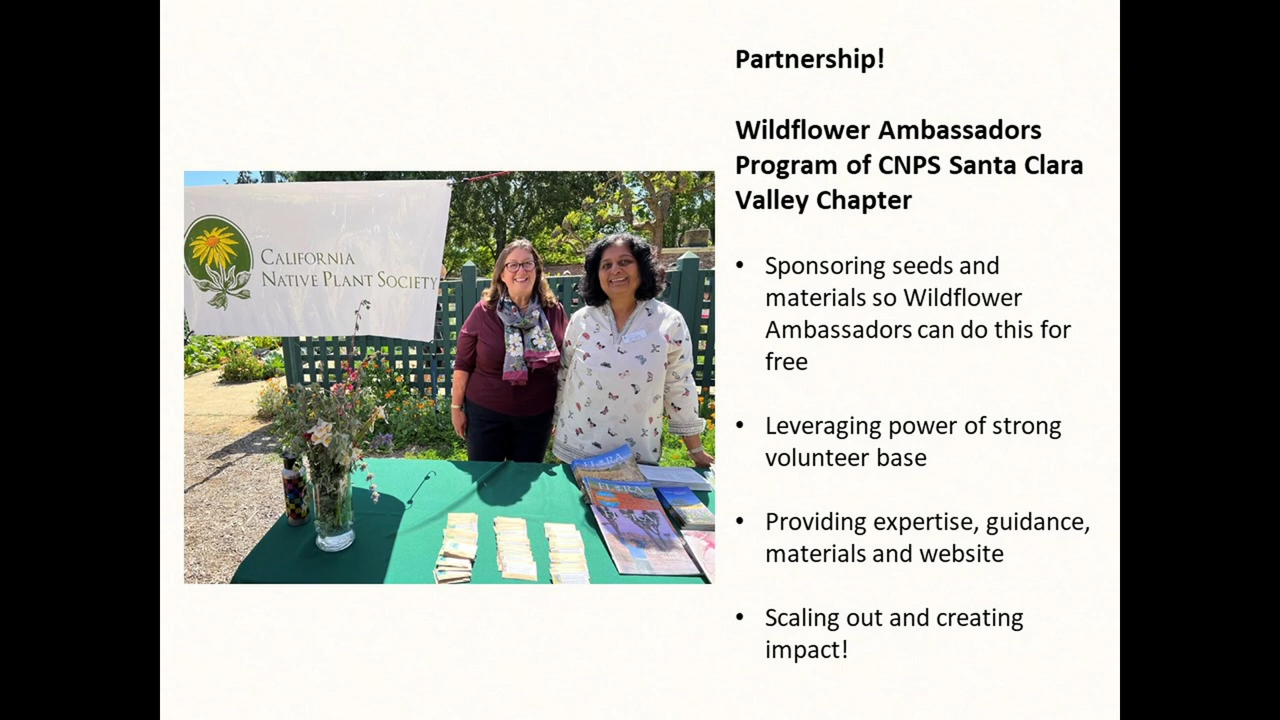 Partnership!
Wildflower Ambassadors
Program of CNPS Santa Clara
Valley Chapter
• Sponsoring seeds and
materials so Wildflower
Ambassadors can do this for
free
• Leveraging power of strong
volunteer base
• Providing expertise, guidance,
materials and website
• Scaling out and creating
impact!
CALIFORNIA
NATIVE PLANT SOCIETY
FLORA
FLORA